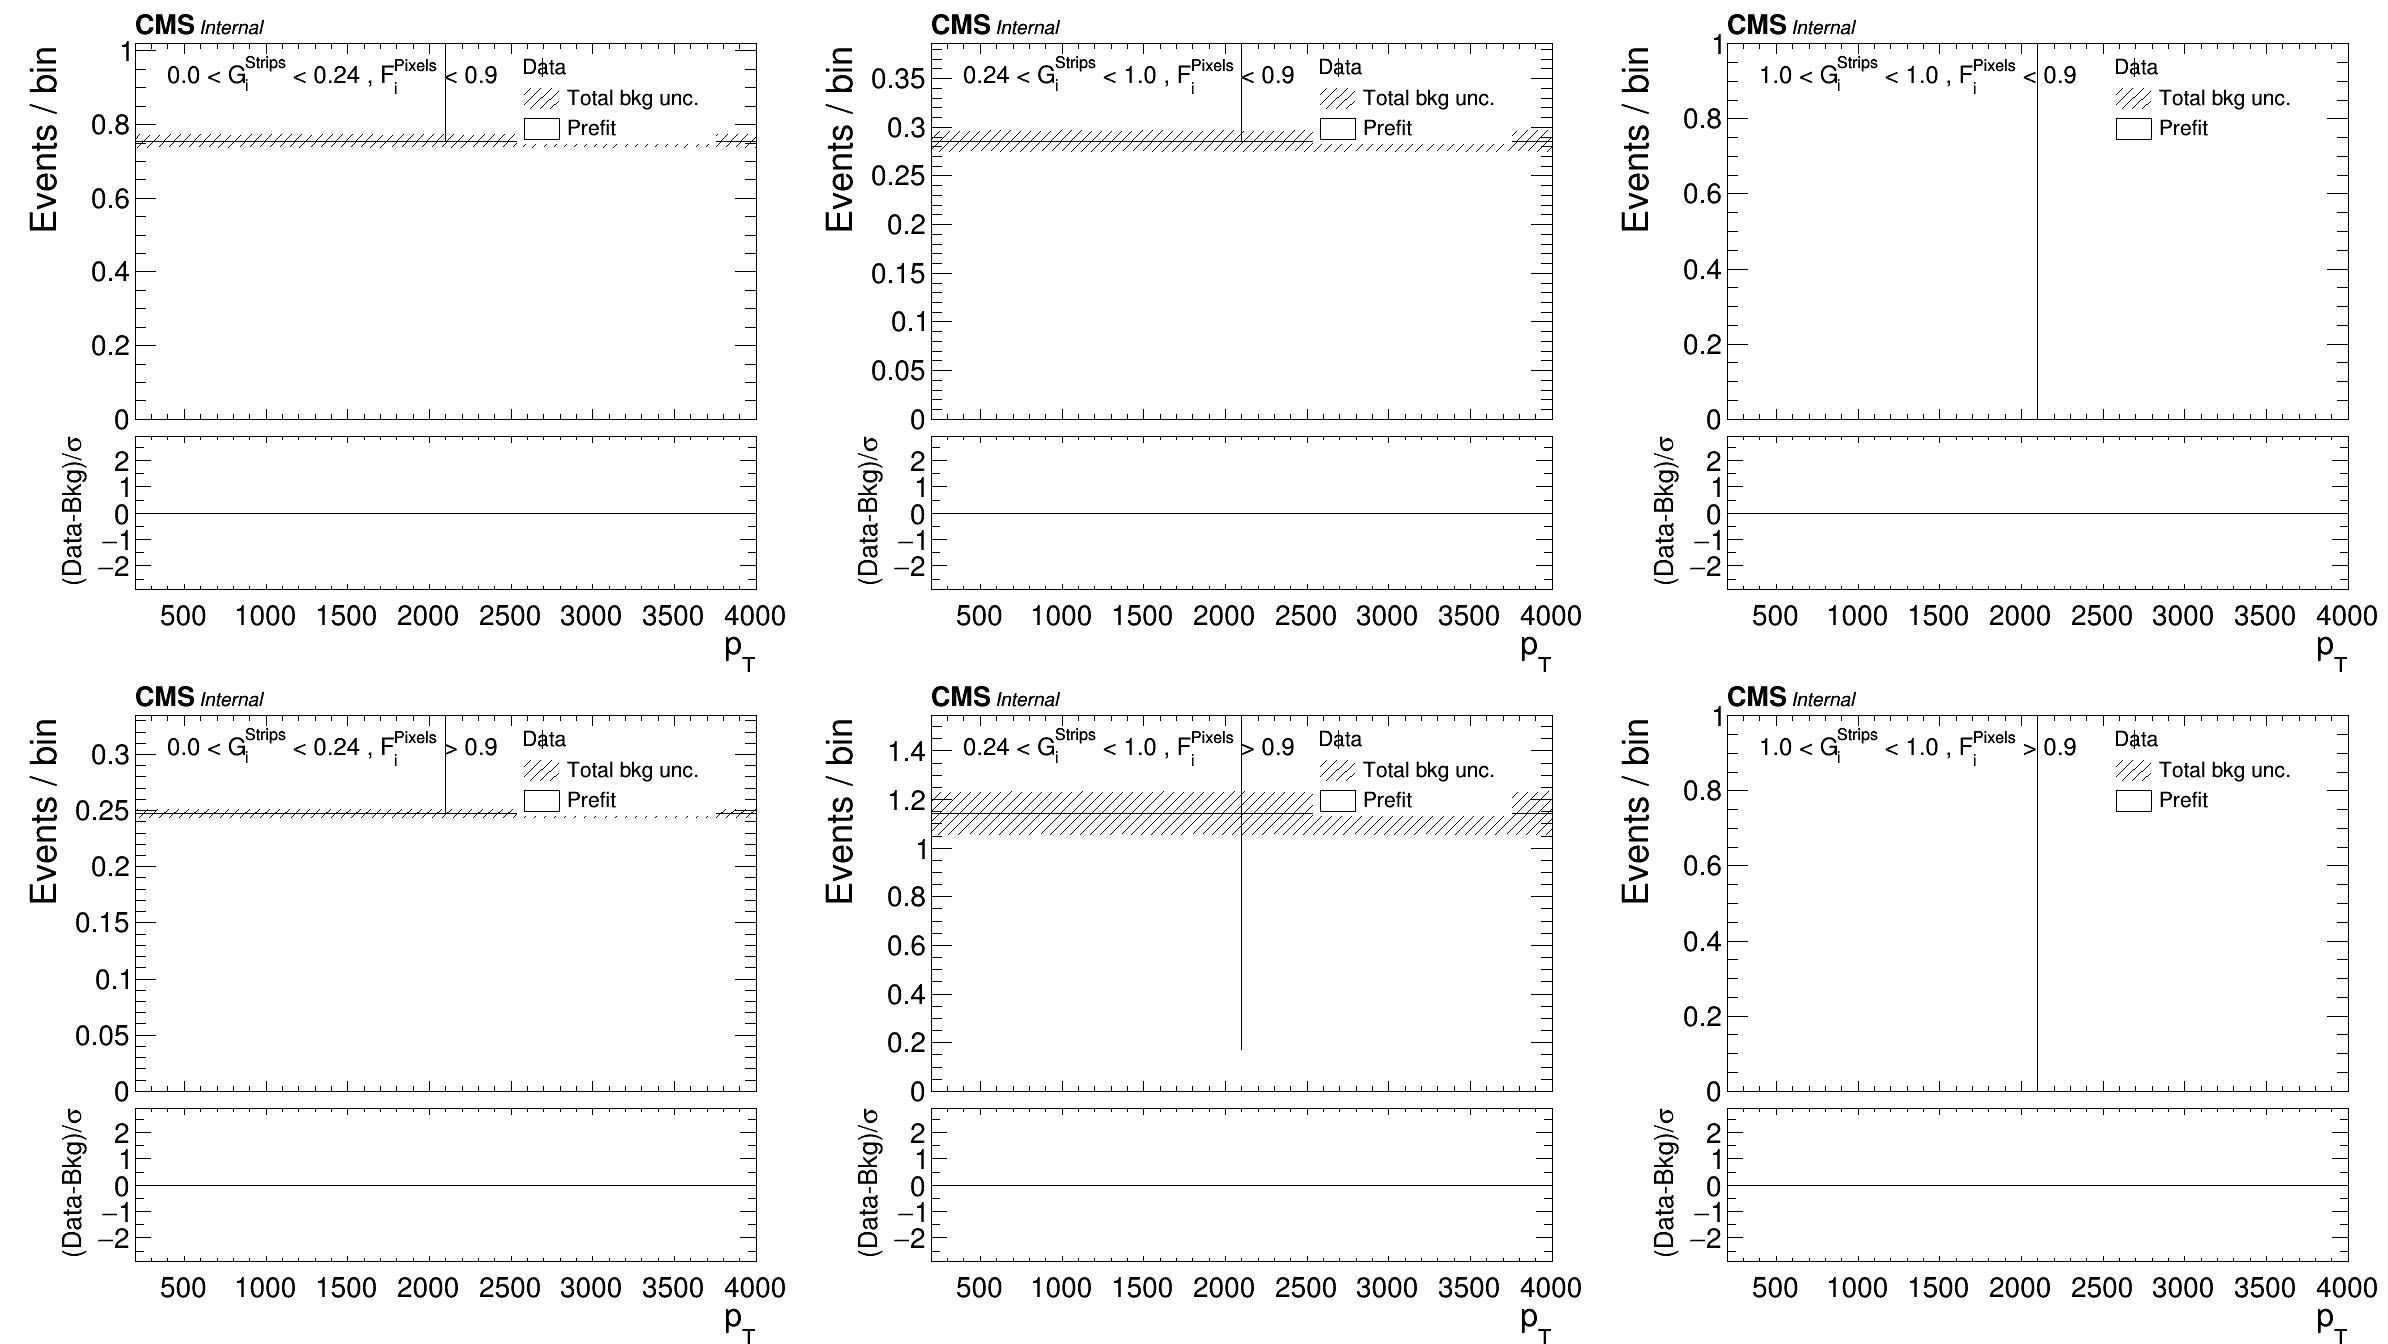 CMS Internal
Events / bin
0.0 < G_i^Strips < 0.24 , F_i^Pixels < 0.9
Data
Total bkg unc.
Prefit
1
0.8
0.6
0.4
0.2
0
(Data-Bkg)/σ
2
1
0
−1
−2
500 1000 1500 2000 2500 3000 3500 4000
p_T
CMS Internal
Events / bin
0.24 < G_i^Strips < 1.0 , F_i^Pixels < 0.9
Data
Total bkg unc.
Prefit
0.35
0.3
0.25
0.2
0.15
0.1
0.05
0
(Data-Bkg)/σ
2
1
0
−1
−2
500 1000 1500 2000 2500 3000 3500 4000
p_T
CMS Internal
Events / bin
1.0 < G_i^Strips < 1.0 , F_i^Pixels < 0.9
Data
Total bkg unc.
Prefit
1
0.8
0.6
0.4
0.2
0
(Data-Bkg)/σ
2
1
0
−1
−2
500 1000 1500 2000 2500 3000 3500 4000
p_T
CMS Internal
Events / bin
0.0 < G_i^Strips < 0.24 , F_i^Pixels > 0.9
Data
Total bkg unc.
Prefit
0.3
0.25
0.2
0.15
0.1
0.05
0
(Data-Bkg)/σ
2
1
0
−1
−2
500 1000 1500 2000 2500 3000 3500 4000
p_T
CMS Internal
Events / bin
0.24 < G_i^Strips < 1.0 , F_i^Pixels > 0.9
Data
Total bkg unc.
Prefit
1.4
1.2
1
0.8
0.6
0.4
0.2
0
(Data-Bkg)/σ
2
1
0
−1
−2
500 1000 1500 2000 2500 3000 3500 4000
p_T
CMS Internal
Events / bin
1.0 < G_i^Strips < 1.0 , F_i^Pixels > 0.9
Data
Total bkg unc.
Prefit
1
0.8
0.6
0.4
0.2
0
(Data-Bkg)/σ
2
1
0
−1
−2
500 1000 1500 2000 2500 3000 3500 4000
p_T